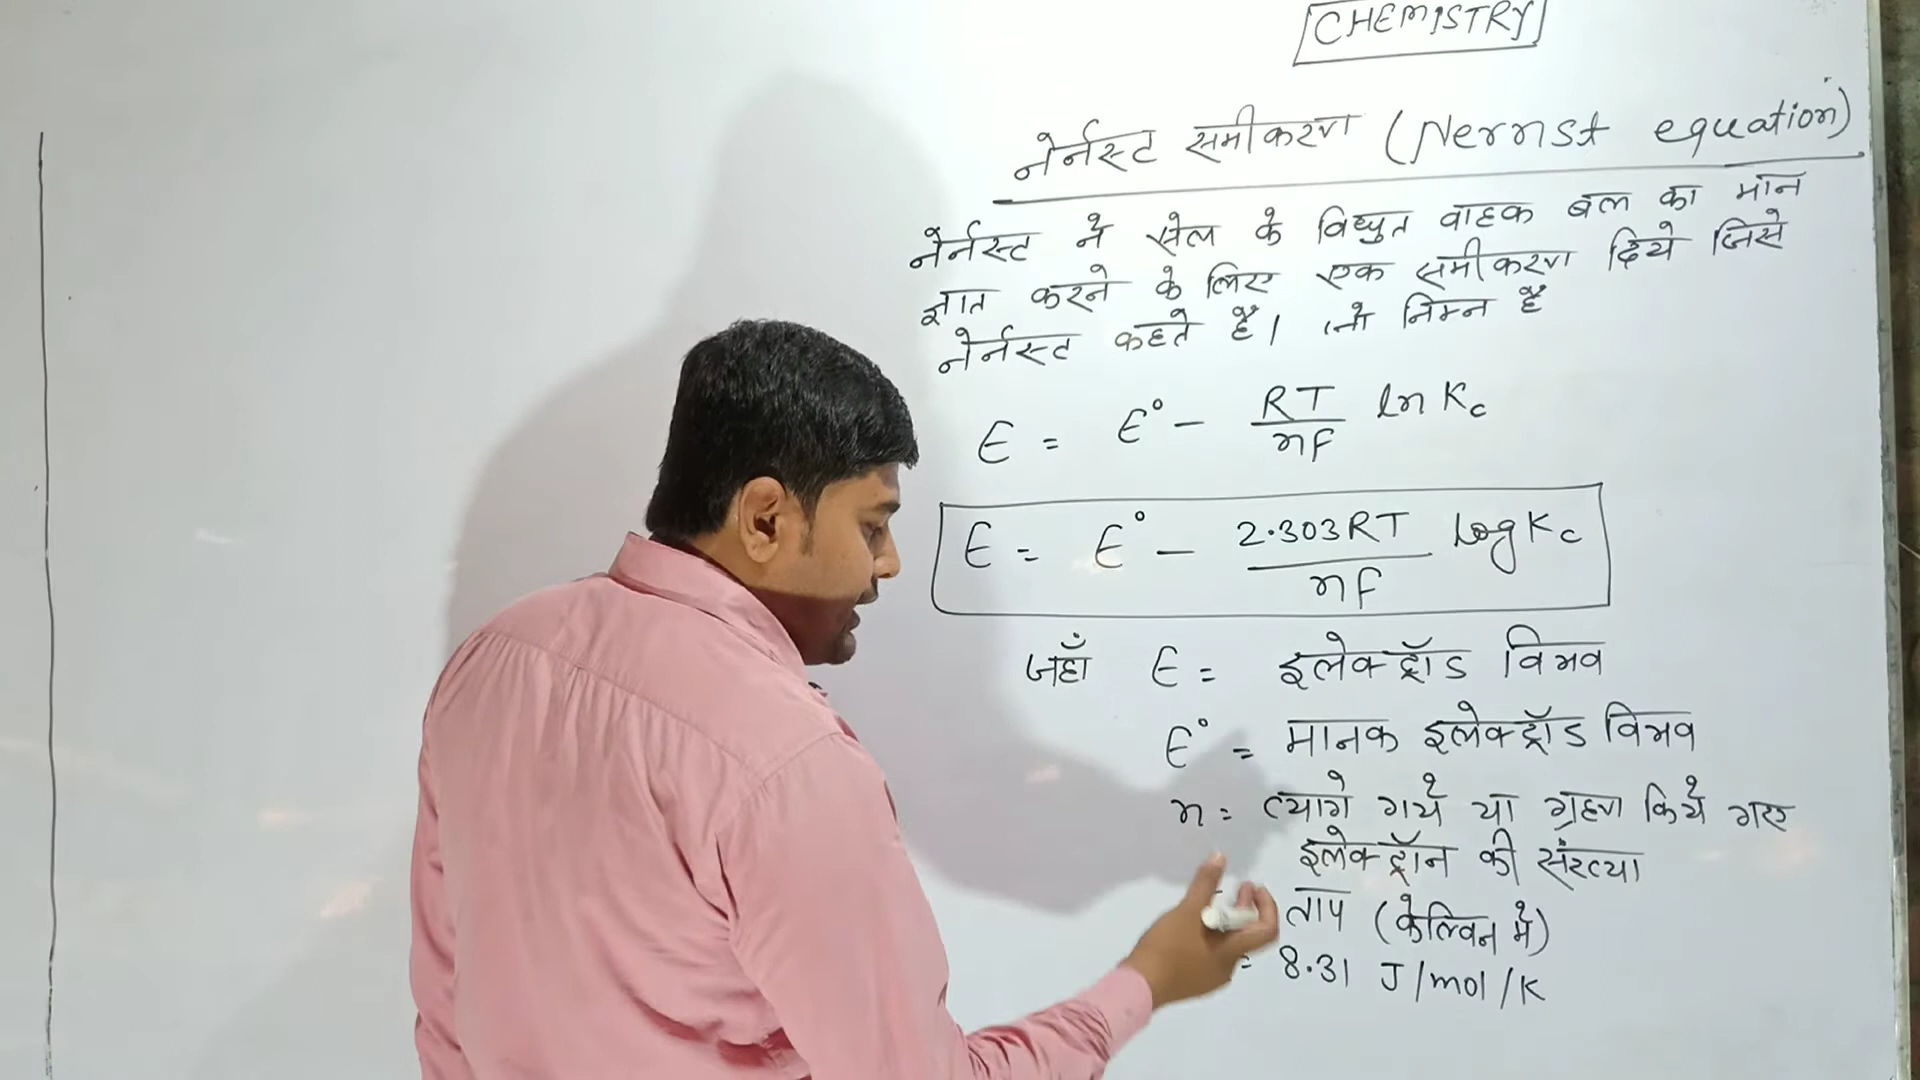 CHEMISTRY
नेर्नस्ट समीकरण (Nernst equation)
नेर्नस्ट ने सेल के विधुत वाहक बल का मान
ज्ञात करने के लिए एक समीकरण दिये जिसे
नेर्नस्ट कहते है। जो निम्न है
E = E° - RT/nF ln Kc
E = E° - 2.303RT/nF log Kc
जहाँ E = इलेक्ट्रॉड विभव
E° = मानक इलेक्ट्रॉड विभव
n = त्यागे गये या ग्रहण किये गए
इलेक्ट्रॉन की संख्या
ताप (केल्विन में)
= 8.31 J/mol/K